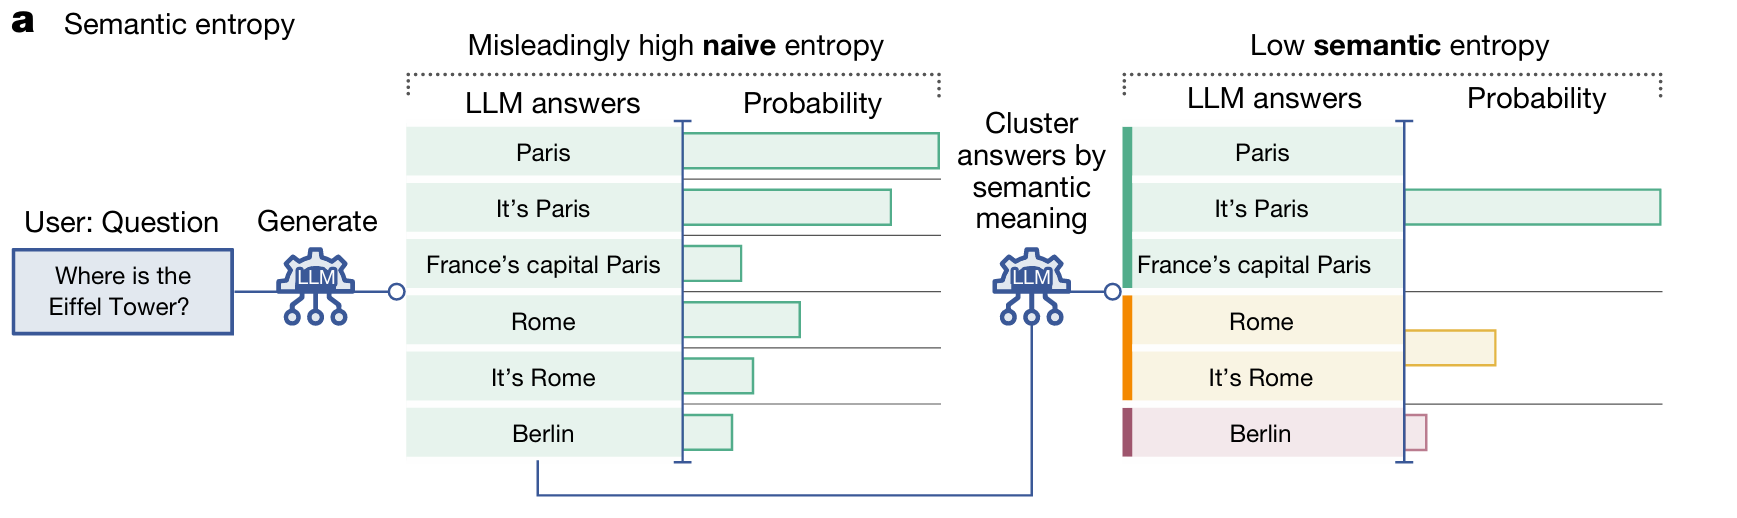 a Semantic entropy
Misleadingly high naive entropy
LLM answers
Probability
User: Question
Where is the
Eiffel Tower?
Generate
LLM
Paris
It's Paris
France's capital Paris
Rome
It's Rome
Berlin
Cluster
answers by
semantic
meaning
LLM
Low semantic entropy
LLM answers
Probability
Paris
It's Paris
France's capital Paris
Rome
It's Rome
Berlin